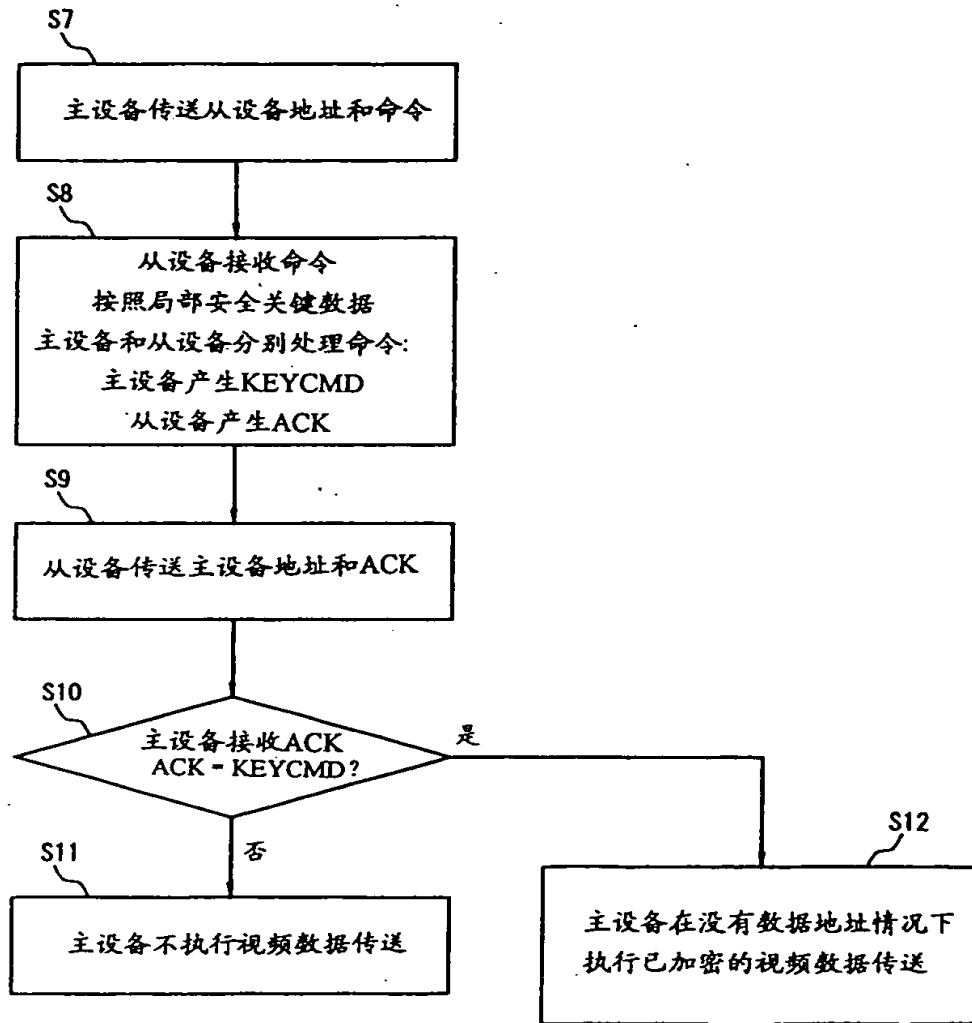 S7
主设备传送从设备地址和命令
S8
从设备接收命令
按照局部安全关键数据
主设备和从设备分别处理命令:
主设备产生KEYCMD
从设备产生ACK
S9
从设备传送主设备地址和ACK
S10
主设备接收ACK
ACK = KEYCMD?
是
否
S11
主设备不执行视频数据传送
S12
主设备在没有数据地址情况下
执行已加密的视频数据传送